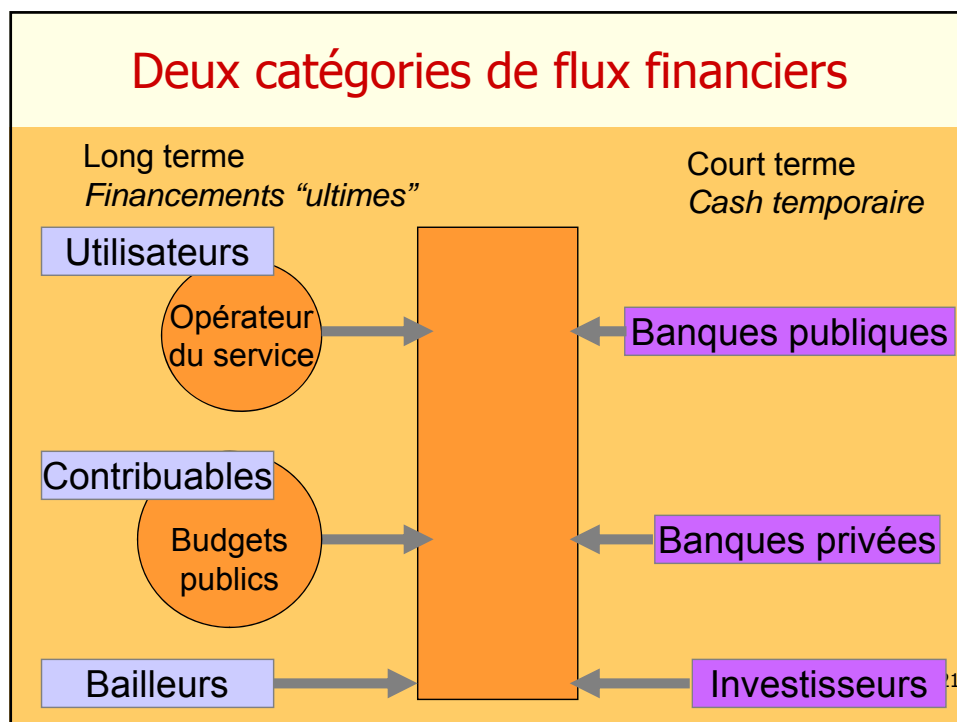 Deux catégories de flux financiers
Long terme
Financements “ultimes”
Court terme
Cash temporaire
Utilisateurs
Opérateur
du service
Banques publiques
Contribuables
Budgets
publics
Banques privées
Bailleurs
Investisseurs
21